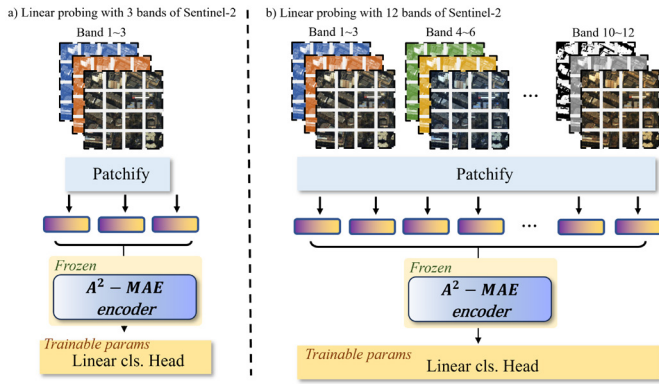 a) Linear probing with 3 bands of Sentinel-2
Band 1~3
Patchify
Frozen
A² − MAE
encoder
Trainable params
Linear cls. Head
b) Linear probing with 12 bands of Sentinel-2
Band 1~3 Band 4~6 Band 10~12
...
Patchify
...
Frozen
A² − MAE
encoder
Trainable params
Linear cls. Head